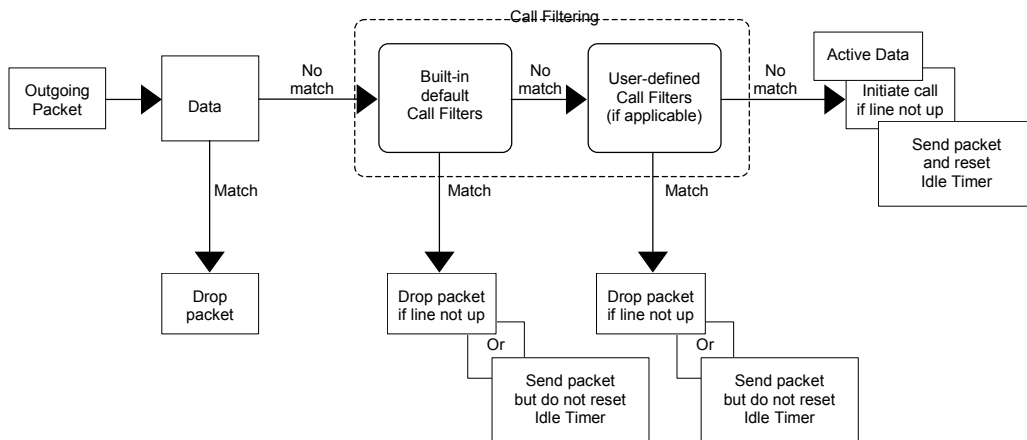 Call Filtering
Outgoing
Packet
Data
No
match
Built-in
default
Call Filters
No
match
User-defined
Call Filters
(if applicable)
No
match
Active Data
Initiate call
if line not up
Send packet
and reset
Idle Timer
Match
Match
Match
Drop
packet
Drop packet
if line not up
Or
Send packet
but do not reset
Idle Timer
Drop packet
if line not up
Or
Send packet
but do not reset
Idle Timer